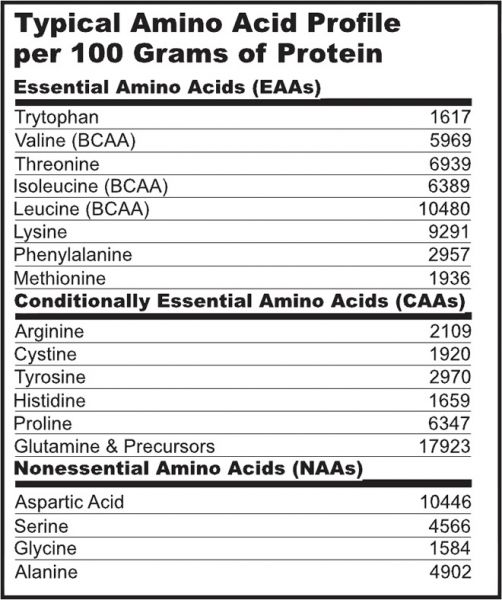 Typical Amino Acid Profile
per 100 Grams of Protein
Essential Amino Acids (EAAs)
Trytophan 1617
Valine (BCAA) 5969
Threonine 6939
Isoleucine (BCAA) 6389
Leucine (BCAA) 10480
Lysine 9291
Phenylalanine 2957
Methionine 1936
Conditionally Essential Amino Acids (CAAs)
Arginine 2109
Cystine 1920
Tyrosine 2970
Histidine 1659
Proline 6347
Glutamine & Precursors 17923
Nonessential Amino Acids (NAAs)
Aspartic Acid 10446
Serine 4566
Glycine 1584
Alanine 4902